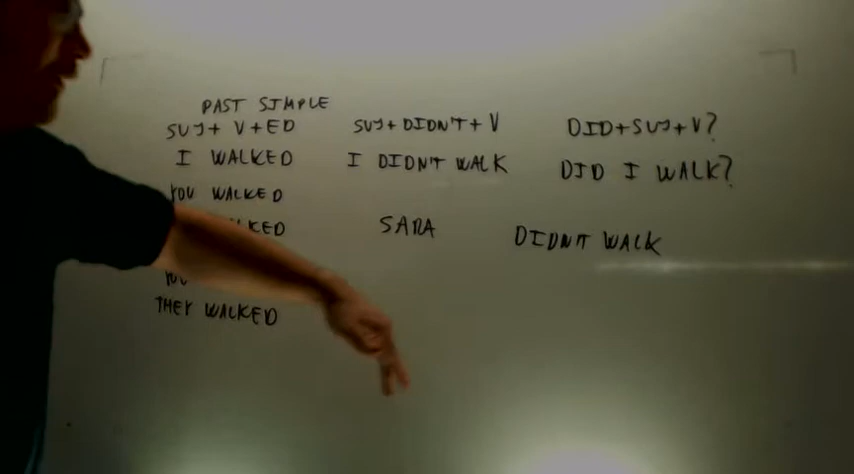 PAST SIMPLE
SUJ+ V+ED
I WALKED
YOU WALKED
THEY WALKED
SUJ+DIDN'T+V
I DIDN'T WALK
SARA DIDN'T WALK
DID+SUJ+V?
DID I WALK?